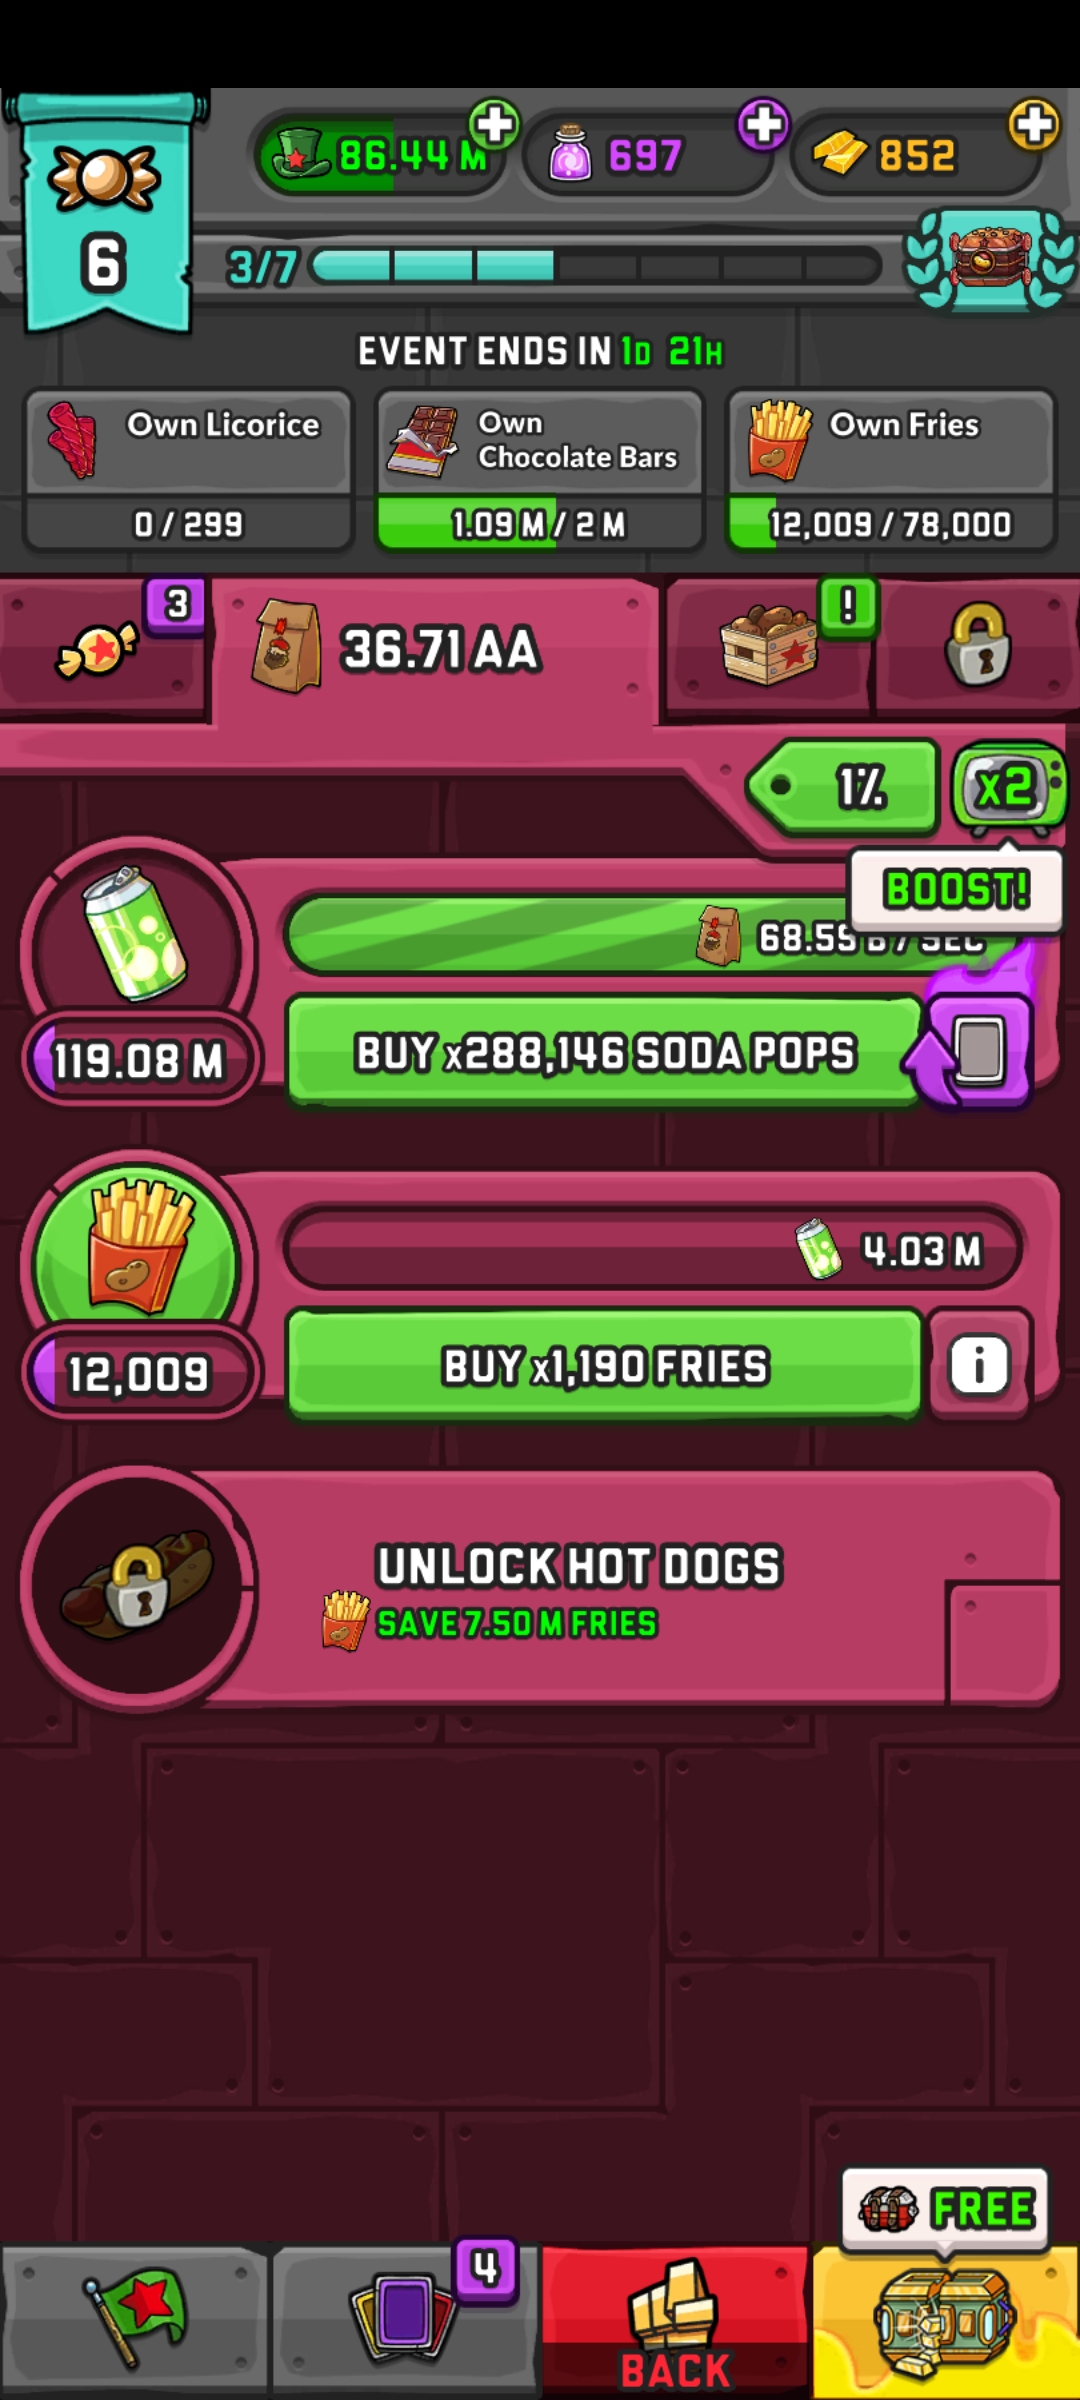 86.44 M
697
852
6
3/7
EVENT ENDS IN 1D 21H
Own Licorice
0 / 299
Own
Chocolate Bars
1.09 M / 2 M
Own Fries
12,009 / 78,000
3
36.71 AA
!
1%
x2
BOOST!
68.55 B / SEC
119.08 M
BUY x288,146 SODA POPS
4.03 M
12,009
BUY x1,190 FRIES
i
UNLOCK HOT DOGS
SAVE 7.50 M FRIES
FREE
4
BACK